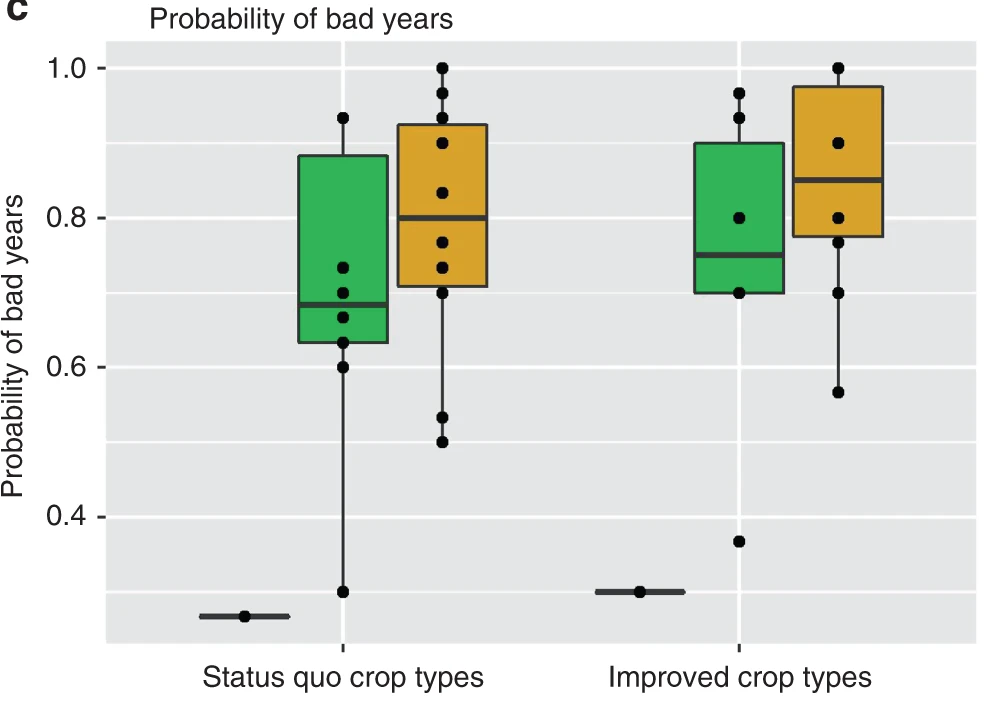 c
Probability of bad years
Probability of bad years
1.0
0.8
0.6
0.4
Status quo crop types
Improved crop types